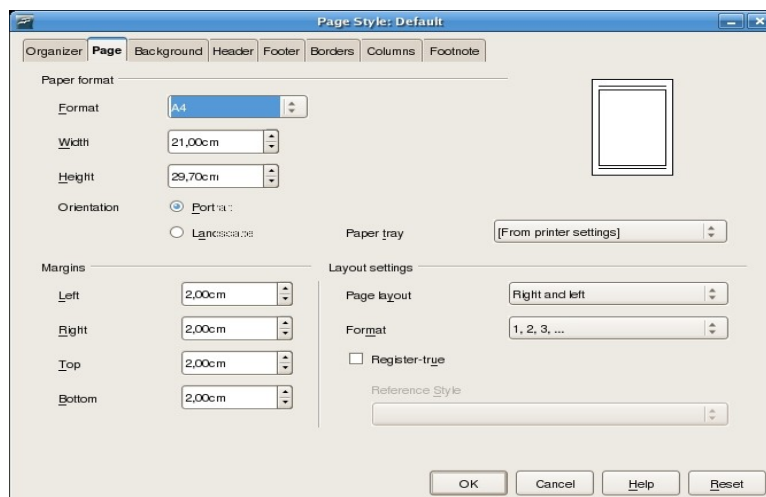 Page Style: Default
Organizer Page Background Header Footer Borders Columns Footnote
Paper format
Format A4
Width 21,00cm
Height 29,70cm
Orientation Portrait
Landscape Paper tray [From printer settings]
Margins Layout settings
Left 2,00cm Page layout Right and left
Right 2,00cm Format 1, 2, 3, ...
Top 2,00cm Register-true
Reference Style
Bottom 2,00cm
OK Cancel Help Reset